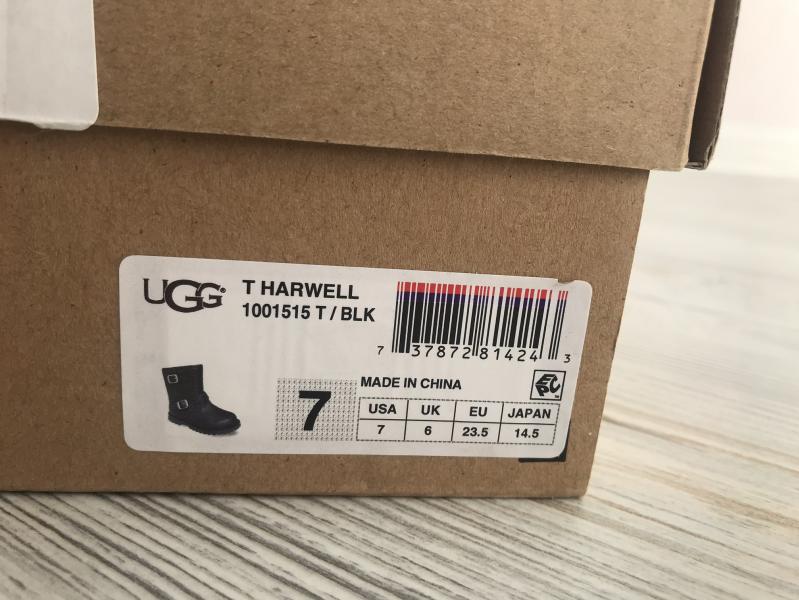 UGG®
T HARWELL
1001515 T / BLK
7 37872 81424 3
MADE IN CHINA
EPC™
7
USA UK EU JAPAN
7 6 23.5 14.5